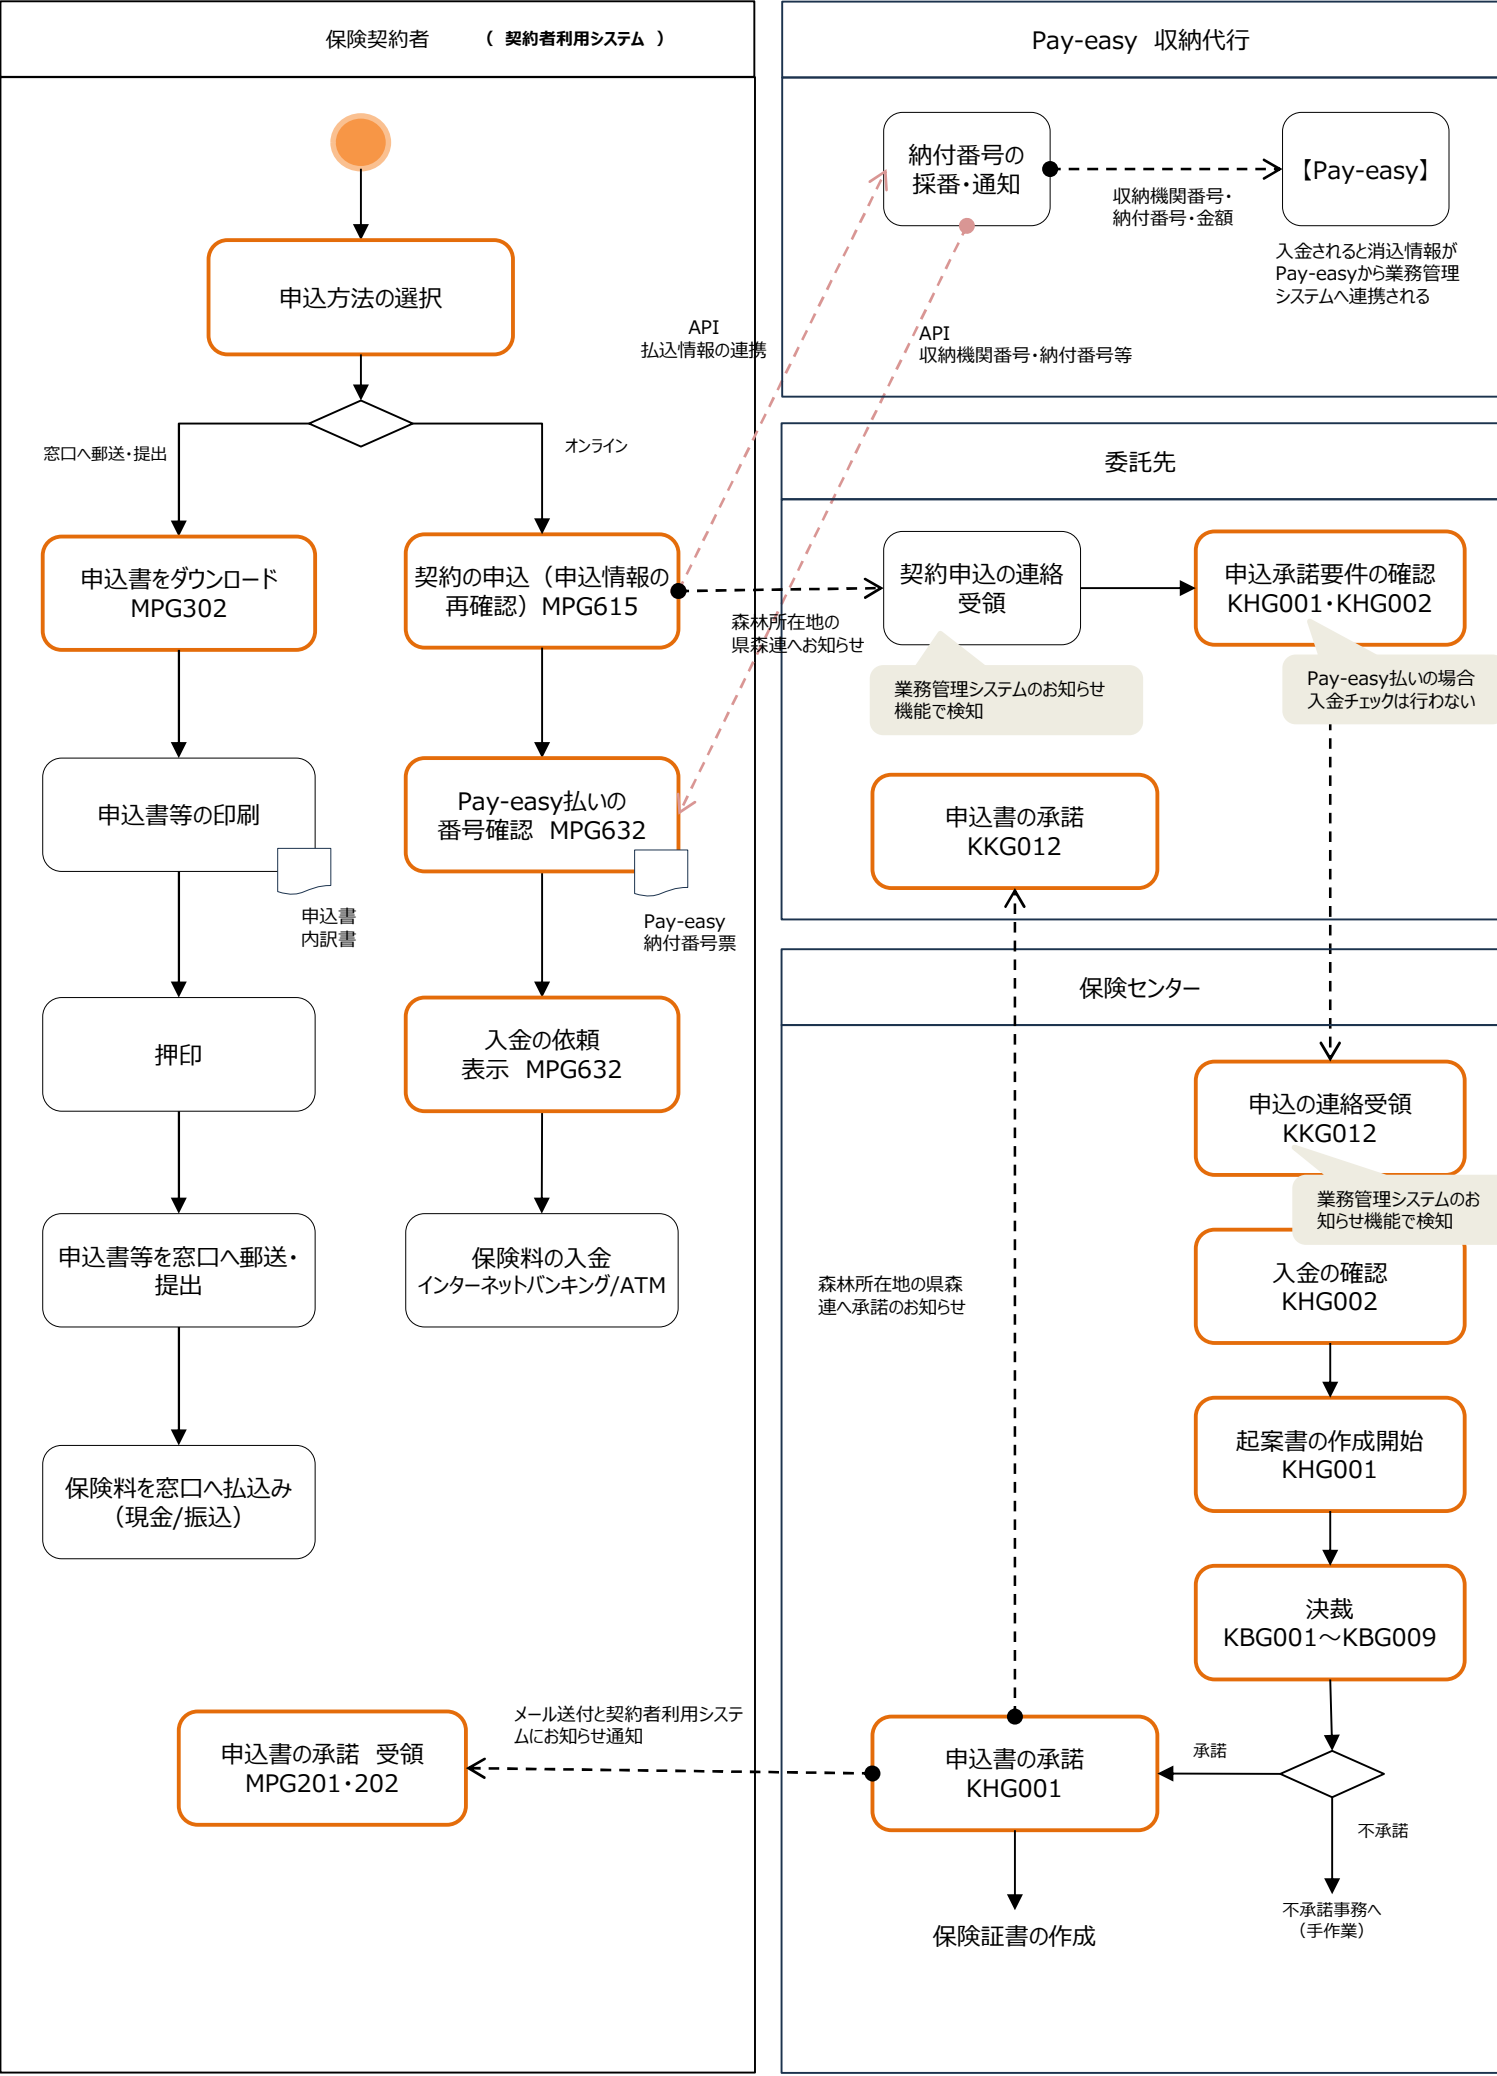 保険契約者　（ 契約者利用システム ）
申込方法の選択
窓口へ郵送・提出
オンライン
申込書をダウンロード
MPG302
契約の申込（申込情報の
再確認）MPG615
申込書等の印刷
申込書
内訳書
Pay-easy払いの
番号確認　MPG632
Pay-easy
納付番号票
押印
入金の依頼
表示　MPG632
申込書等を窓口へ郵送・
提出
保険料の入金
インターネットバンキング/ATM
保険料を窓口へ払込み
（現金/振込）
メール送付と契約者利用システ
ムにお知らせ通知
申込書の承諾　受領
MPG201・202
Pay-easy　収納代行
納付番号の
採番・通知
収納機関番号・
納付番号・金額
【Pay-easy】
入金されると消込情報が
Pay-easyから業務管理
システムへ連携される
API
払込情報の連携
API
収納機関番号・納付番号等
委託先
契約申込の連絡
受領
申込承諾要件の確認
KHG001・KHG002
森林所在地の
県森連へお知らせ
業務管理システムのお知らせ
機能で検知
Pay-easy払いの場合
入金チェックは行わない
申込書の承諾
KKG012
保険センター
申込の連絡受領
KKG012
業務管理システムのお
知らせ機能で検知
入金の確認
KHG002
森林所在地の県森
連へ承諾のお知らせ
起案書の作成開始
KHG001
決裁
KBG001～KBG009
承諾
申込書の承諾
KHG001
不承諾
不承諾事務へ
（手作業）
保険証書の作成